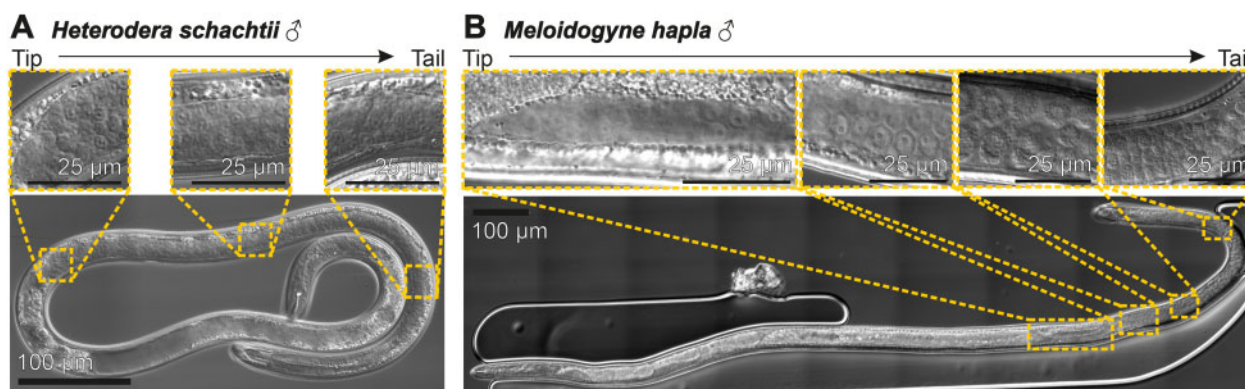 A Heterodera schachtii ♂
Tip Tail
25 µm 25 µm 25 µm
100 µm
B Meloidogyne hapla ♂
Tip Tail
25 µm 25 µm 25 µm 25 µm
100 µm